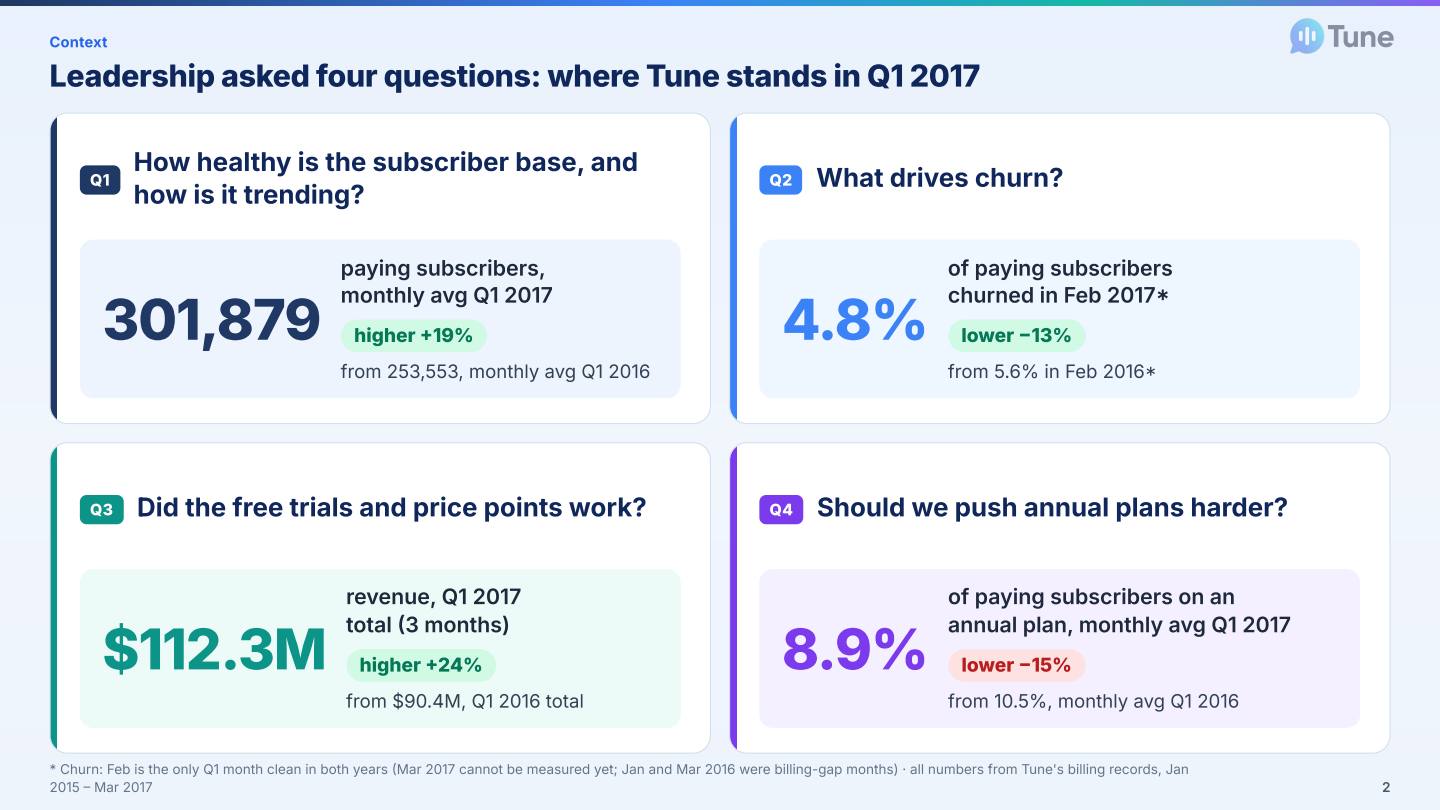 Context
Tune
Leadership asked four questions: where Tune stands in Q1 2017
Q1
How healthy is the subscriber base, and
how is it trending?
301,879
paying subscribers,
monthly avg Q1 2017
higher +19%
from 253,553, monthly avg Q1 2016
Q2
What drives churn?
4.8%
of paying subscribers
churned in Feb 2017*
lower −13%
from 5.6% in Feb 2016*
Q3
Did the free trials and price points work?
$112.3M
revenue, Q1 2017
total (3 months)
higher +24%
from $90.4M, Q1 2016 total
Q4
Should we push annual plans harder?
8.9%
of paying subscribers on an
annual plan, monthly avg Q1 2017
lower −15%
from 10.5%, monthly avg Q1 2016
* Churn: Feb is the only Q1 month clean in both years (Mar 2017 cannot be measured yet; Jan and Mar 2016 were billing-gap months) · all numbers from Tune's billing records, Jan
2015 – Mar 2017
2